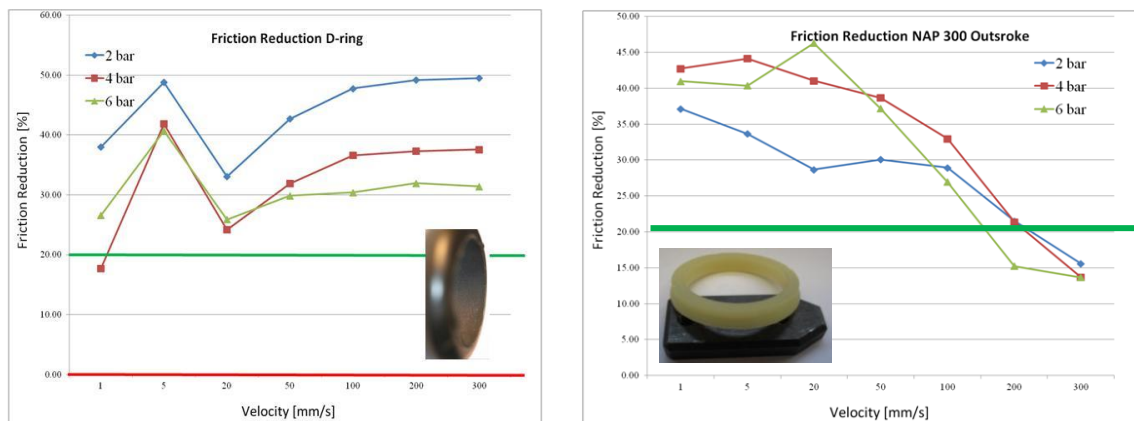 Friction Reduction D-ring
2 bar
4 bar
6 bar
60.00
50.00
40.00
30.00
20.00
10.00
0.00
Friction Reduction [%]
1 5 20 50 100 200 300
Velocity [mm/s]
Friction Reduction NAP 300 Outsroke
2 bar
4 bar
6 bar
50.00
45.00
40.00
35.00
30.00
25.00
20.00
15.00
10.00
5.00
0.00
Friction Reduction [%]
1 5 20 50 100 200 300
Velocity [mm/s]